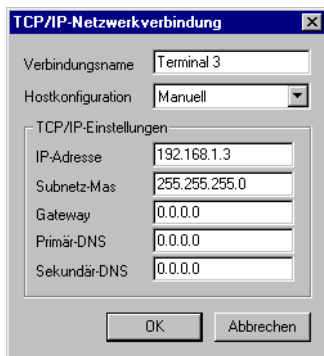 TCP/IP-Netzwerkverbindung
Verbindungsname Terminal 3
Hostkonfiguration Manuell
TCP/IP-Einstellungen
IP-Adresse 192.168.1.3
Subnetz-Mas 255.255.255.0
Gateway 0.0.0.0
Primär-DNS 0.0.0.0
Sekundär-DNS 0.0.0.0
OK Abbrechen